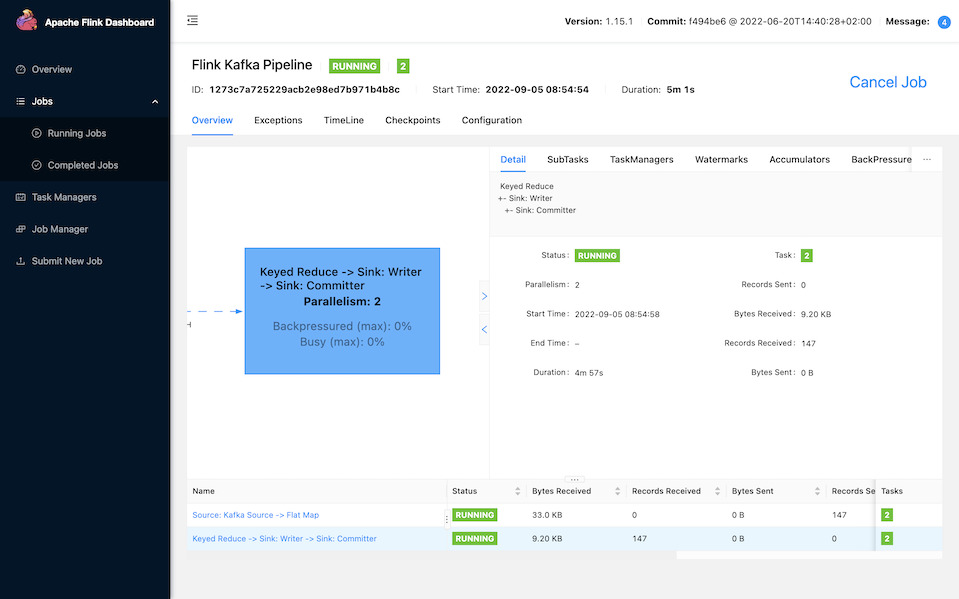 Apache Flink Dashboard
Version: 1.15.1 Commit: f494be6 @ 2022-06-20T14:40:28+02:00 Message: 4
Overview
Jobs
Running Jobs
Completed Jobs
Task Managers
Job Manager
Submit New Job
Flink Kafka Pipeline RUNNING 2
ID: 1273c7a725229acb2e98ed7b971b4b8c Start Time: 2022-09-05 08:54:54 Duration: 5m 1s
Cancel Job
Overview Exceptions TimeLine Checkpoints Configuration
Keyed Reduce -> Sink: Writer
-> Sink: Committer
Parallelism: 2
Backpressured (max): 0%
Busy (max): 0%
Detail SubTasks TaskManagers Watermarks Accumulators BackPressure ...
Keyed Reduce
+- Sink: Writer
+- Sink: Committer
Status: RUNNING Task: 2
Parallelism: 2 Records Sent: 0
Start Time: 2022-09-05 08:54:58 Bytes Received: 9.20 KB
End Time: – Records Received: 147
Duration: 4m 57s Bytes Sent: 0 B
Name Status Bytes Received Records Received Bytes Sent Records Se Tasks
Source: Kafka Source -> Flat Map RUNNING 33.0 KB 0 0 B 147 2
Keyed Reduce -> Sink: Writer -> Sink: Committer RUNNING 9.20 KB 147 0 B 0 2